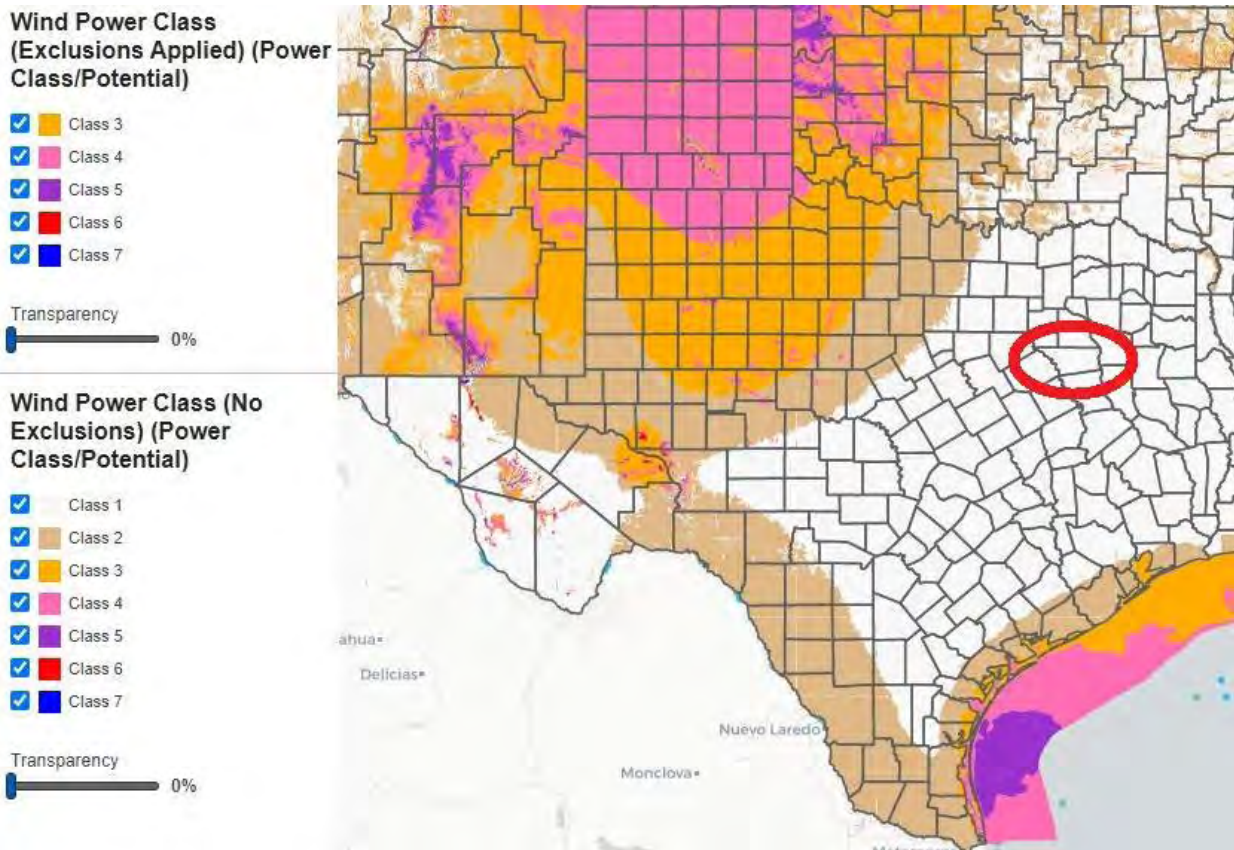 Wind Power Class
(Exclusions Applied) (Power
Class/Potential)
Class 3
Class 4
Class 5
Class 6
Class 7
Transparency
0%
Wind Power Class (No
Exclusions) (Power
Class/Potential)
Class 1
Class 2
Class 3
Class 4
Class 5
Class 6
Class 7
Transparency
0%
ahua
Delicias
Nuevo Laredo
Monclova